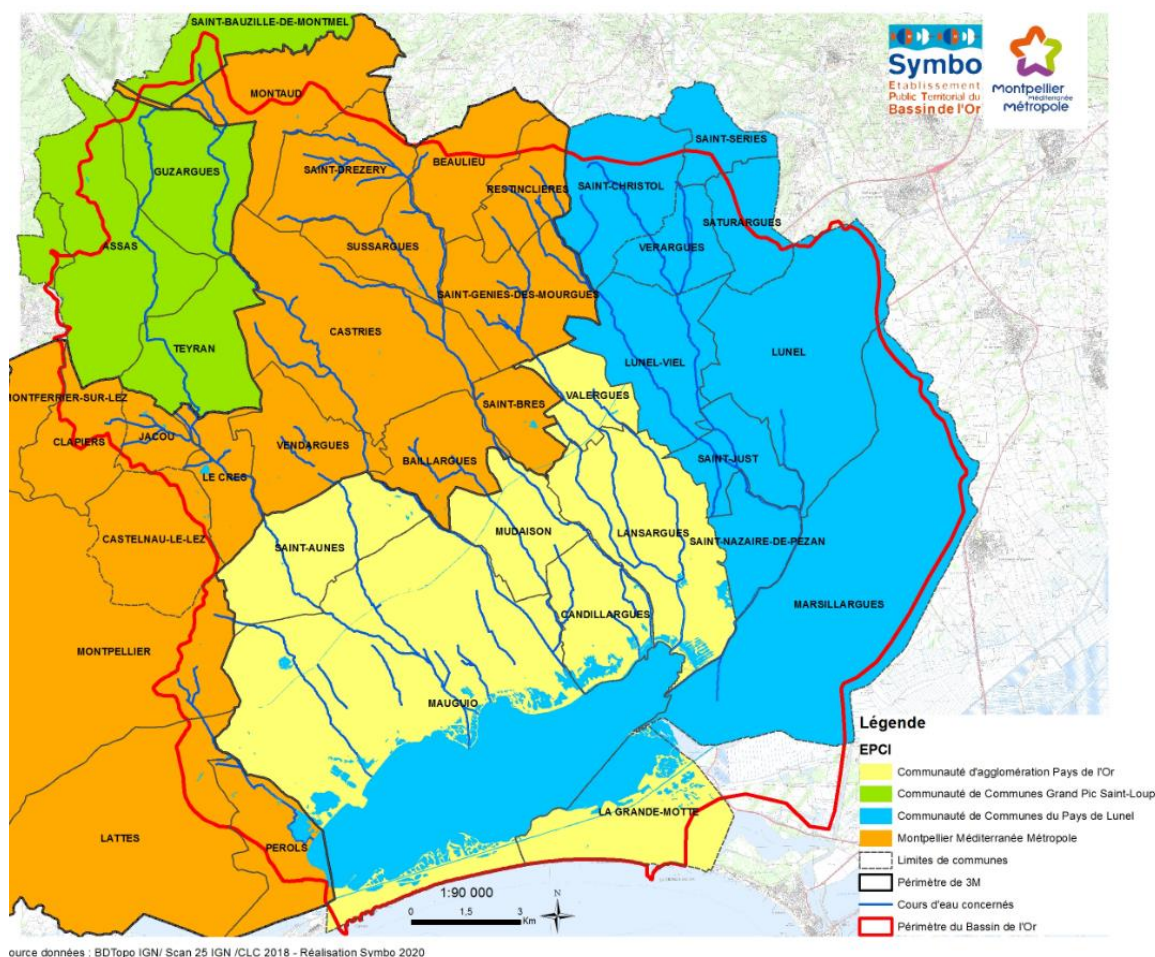 SAINT-BAUZILLE-DE-MONTMEL
Symbo
Etablissement
Public Territorial du
Bassin de l'Or
montpellier
Méditerranée
Métropole
MONTAUD
SAINT-SERIES
BEAULIEU
SAINT-DREZERY
GUZARGUES
RESTINCLIERES
SAINT-CHRISTOL
SATURARGUES
ASSAS
SUSSARGUES
VERARGUES
SAINT-GENIES-DES-MOURGUES
CASTRIES
TEYRAN
LUNEL-VIEL
LUNEL
MONTFERRIER-SUR-LEZ
VALERGUES
SAINT-BRES
CLAPIERS
JACOU
VENDARGUES
BAILLARGUES
SAINT-JUST
LE CRES
MUDAISON
LANSARGUES
CASTELNAU-LE-LEZ
SAINT-AUNES
SAINT-NAZAIRE-DE-PEZAN
MARSILLARGUES
CANDILLARGUES
MONTPELLIER
MAUGUIO
LA GRANDE-MOTTE
LATTES
PEROLS
Légende
EPCI
Communauté d'agglomération Pays de l'Or
Communauté de Communes Grand Pic Saint-Loup
Communauté de Communes du Pays de Lunel
Montpellier Méditerranée Métropole
Limites de communes
Périmètre de 3M
Cours d'eau concernés
Périmètre du Bassin de l'Or
1:90 000
N
0 1,5 3
Km
ource données : BDTopo IGN/ Scan 25 IGN /CLC 2018 - Réalisation Symbo 2020